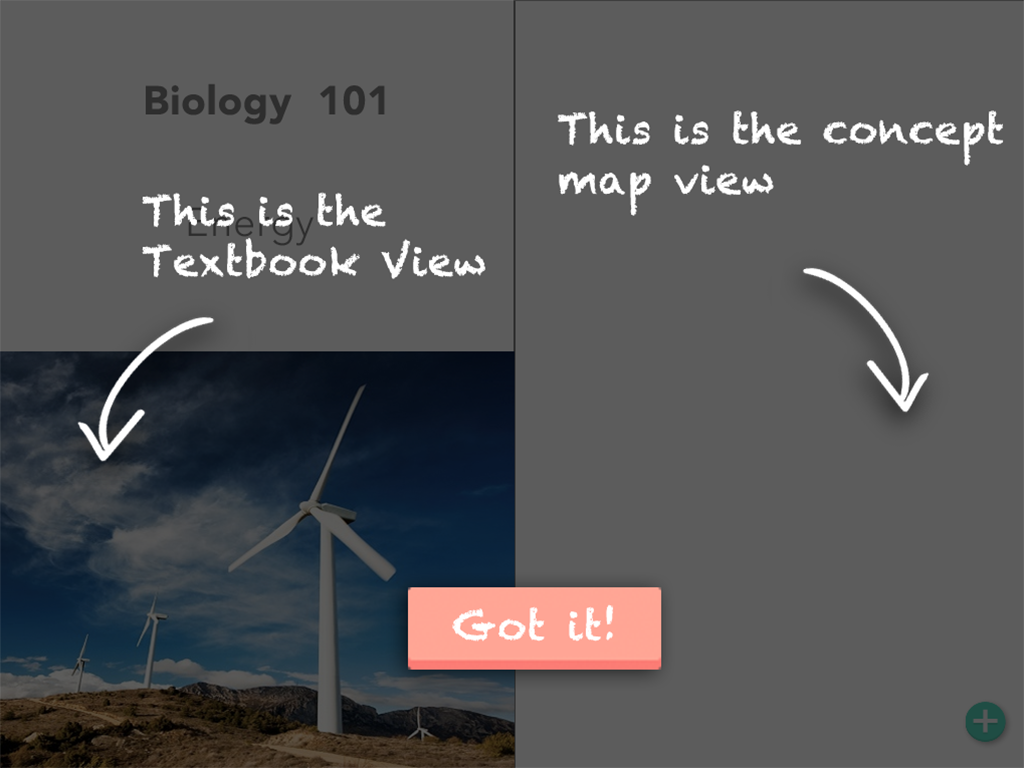 Biology 101
Energy
This is the
Textbook View
This is the concept
map view
Got it!